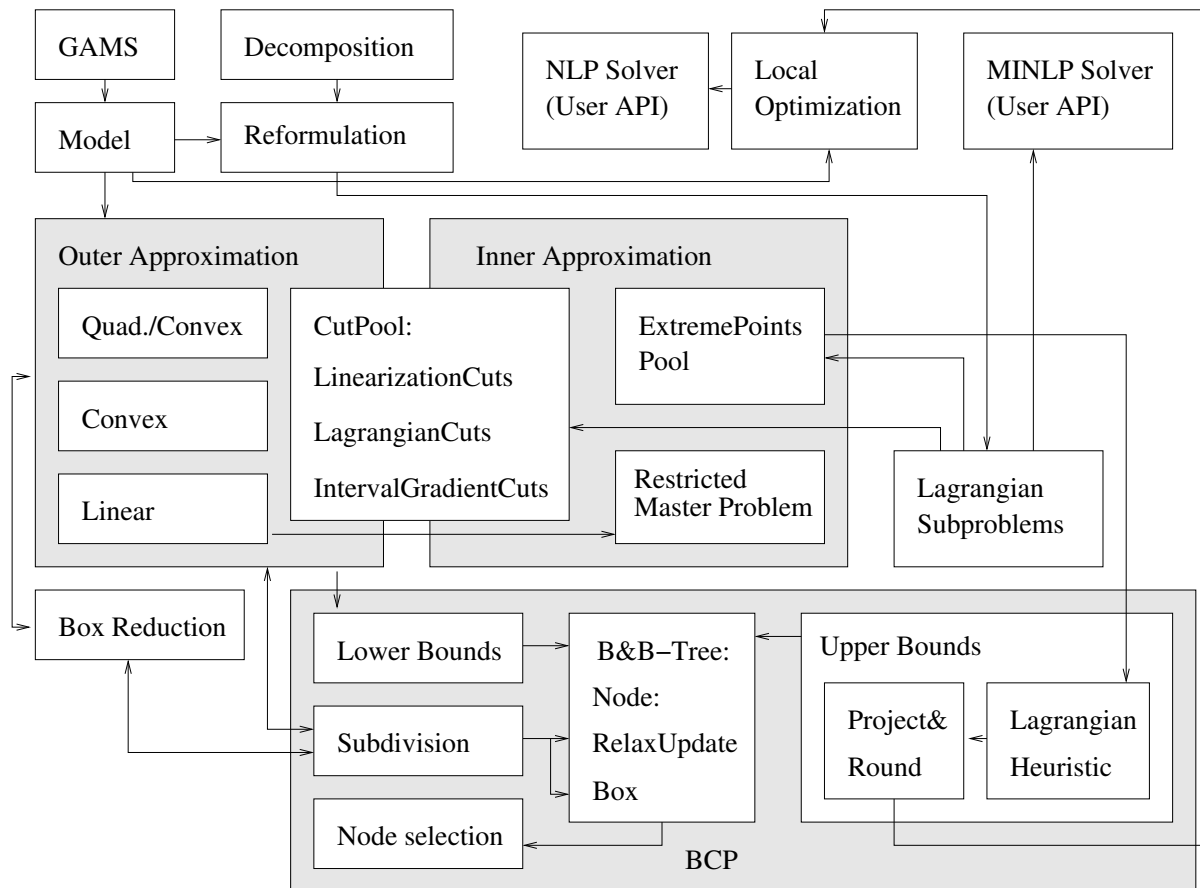 GAMS
Decomposition
NLP Solver
(User API)
Local
Optimization
MINLP Solver
(User API)
Model
Reformulation
Outer Approximation
Inner Approximation
Quad./Convex
Convex
Linear
CutPool:
LinearizationCuts
LagrangianCuts
IntervalGradientCuts
ExtremePoints
Pool
Restricted
Master Problem
Lagrangian
Subproblems
Box Reduction
Lower Bounds
Subdivision
Node selection
B&B−Tree:
Node:
RelaxUpdate
Box
Upper Bounds
Project&
Round
Lagrangian
Heuristic
BCP